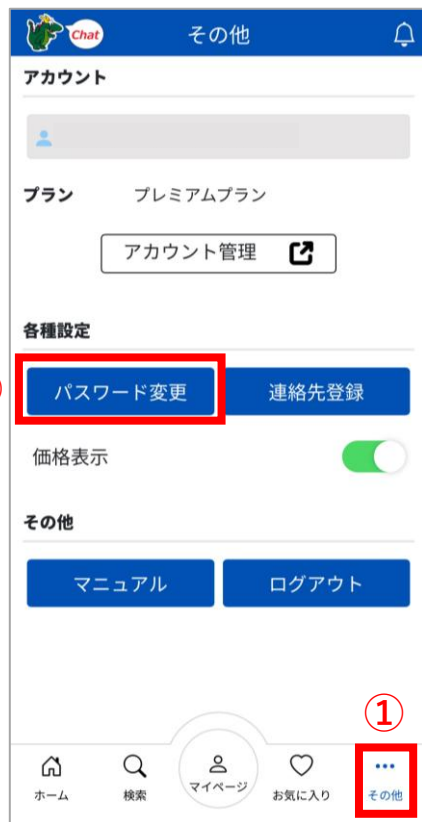 Chat その他
アカウント
プラン プレミアムプラン
アカウント管理
各種設定
パスワード変更 連絡先登録
価格表示
その他
マニュアル ログアウト
①
ホーム 検索 マイページ お気に入り その他